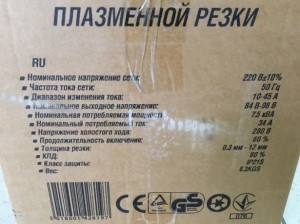 ПЛАЗМЕННОЙ РЕЗКИ
RU
Номинальное напряжение сети: 220 В±10%
Частота тока сети: 50 Гц
Диапазон изменения тока: 10-45 А
выходное напряжение: 84 В-98 В
Номинальная потребляемая мощность: 7.5 кВА
Номинальный потребляемый ток: 34 А
Напряжение холостого хода: 200 В
Продолжительность включения: 60 %
Толщина резки: 0.3 мм - 12 мм
КПД:
Класс защиты: IP21S
Вес: 8.2KGS